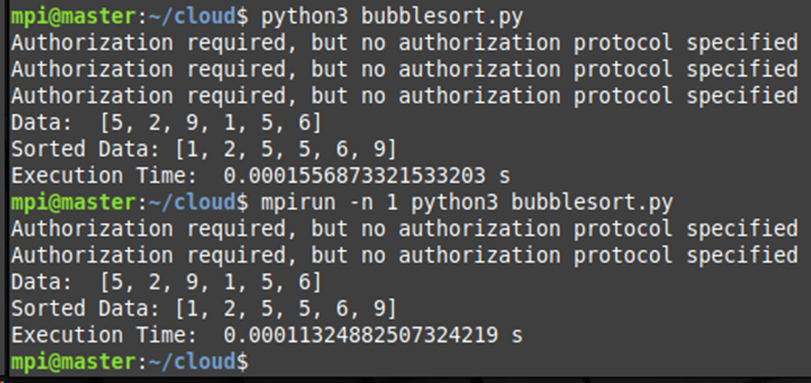 mpi@master:~/cloud$ python3 bubblesort.py
Authorization required, but no authorization protocol specified
Authorization required, but no authorization protocol specified
Authorization required, but no authorization protocol specified
Data:  [5, 2, 9, 1, 5, 6]
Sorted Data: [1, 2, 5, 5, 6, 9]
Execution Time:  0.0001556873321533203 s
mpi@master:~/cloud$ mpirun -n 1 python3 bubblesort.py
Authorization required, but no authorization protocol specified
Authorization required, but no authorization protocol specified
Data:  [5, 2, 9, 1, 5, 6]
Sorted Data: [1, 2, 5, 5, 6, 9]
Execution Time:  0.00011324882507324219 s
mpi@master:~/cloud$